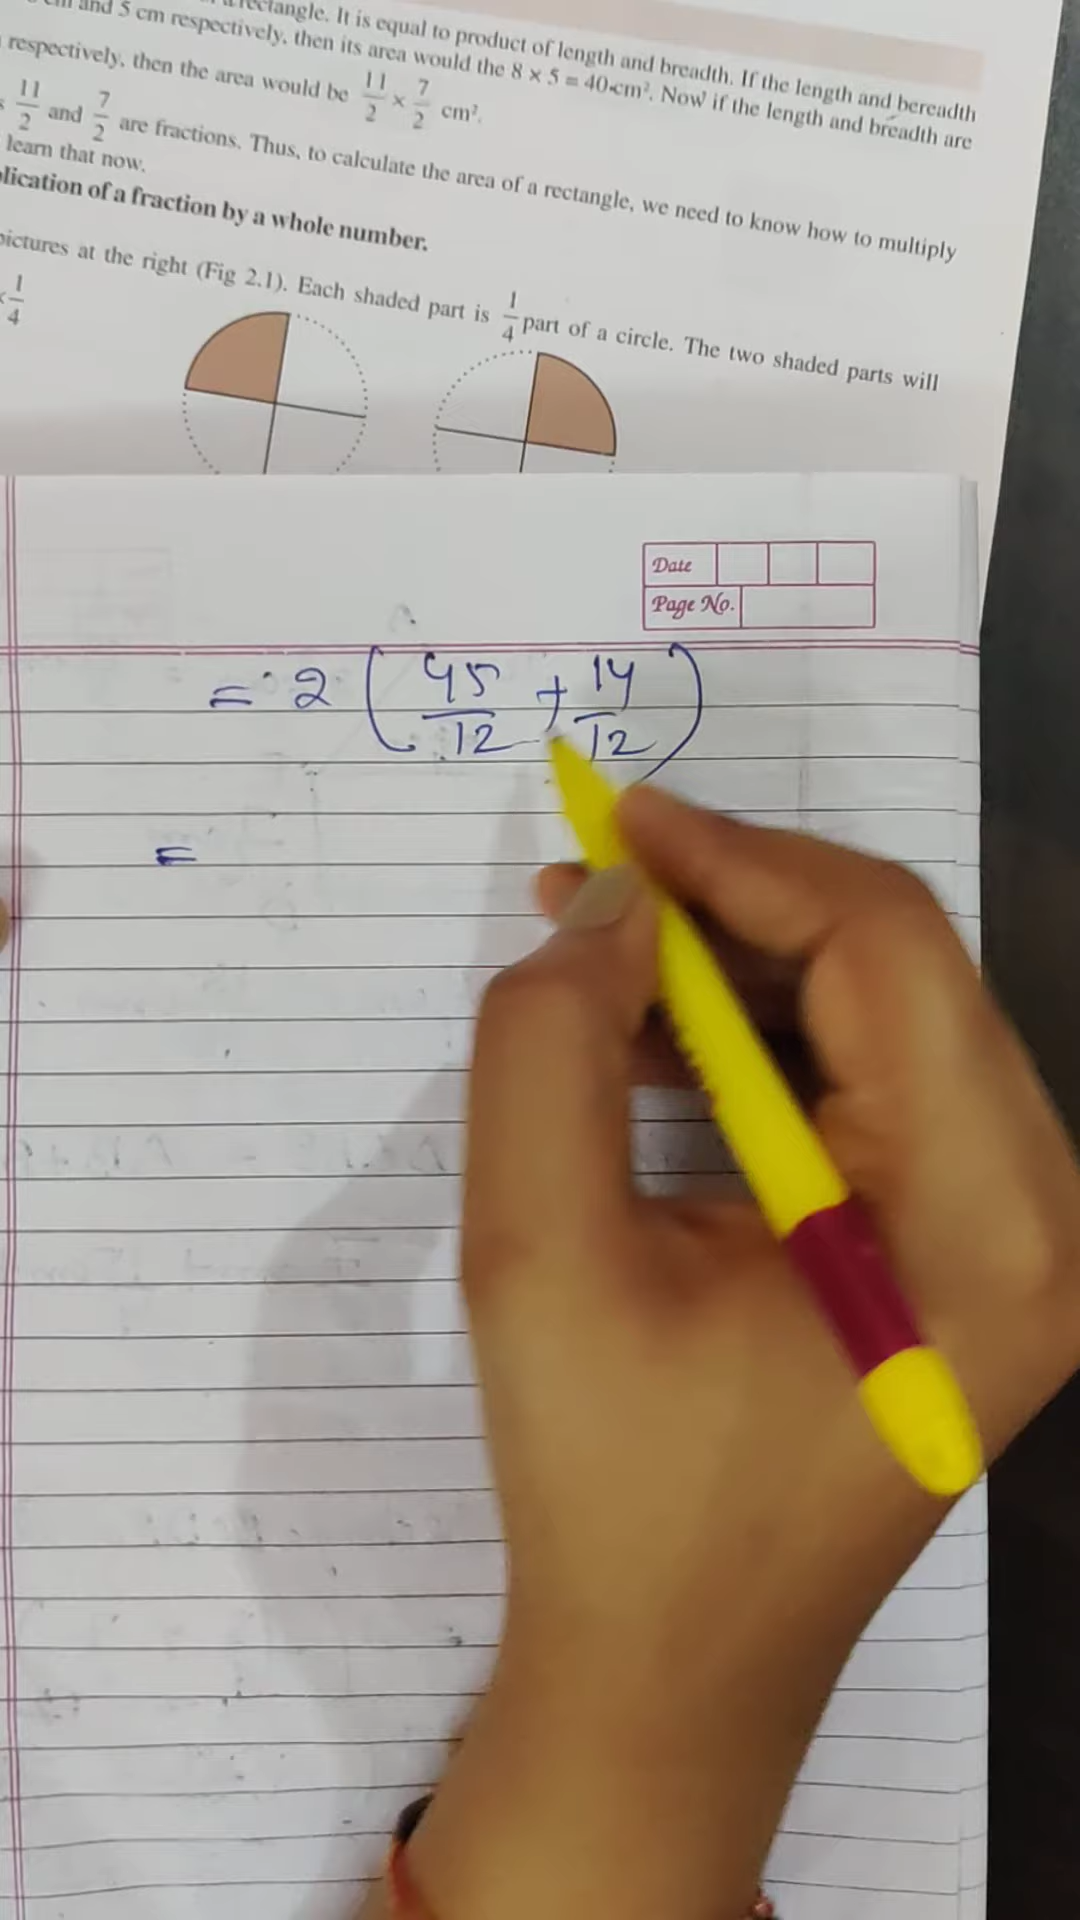 rectangle. It is equal to product of length and breadth. If the length and bereadth
and 5 cm respectively, then its area would the 8 × 5 = 40 cm². Now if the length and breadth are
respectively, then the area would be 11/2 × 7/2 cm².
11/2 and 7/2 are fractions. Thus, to calculate the area of a rectangle, we need to know how to multiply
learn that now.
lication of a fraction by a whole number.
pictures at the right (Fig 2.1). Each shaded part is 1/4 part of a circle. The two shaded parts will
1/4
Date
Page No.
= 2 ( 45/12 + 14/12 )
=